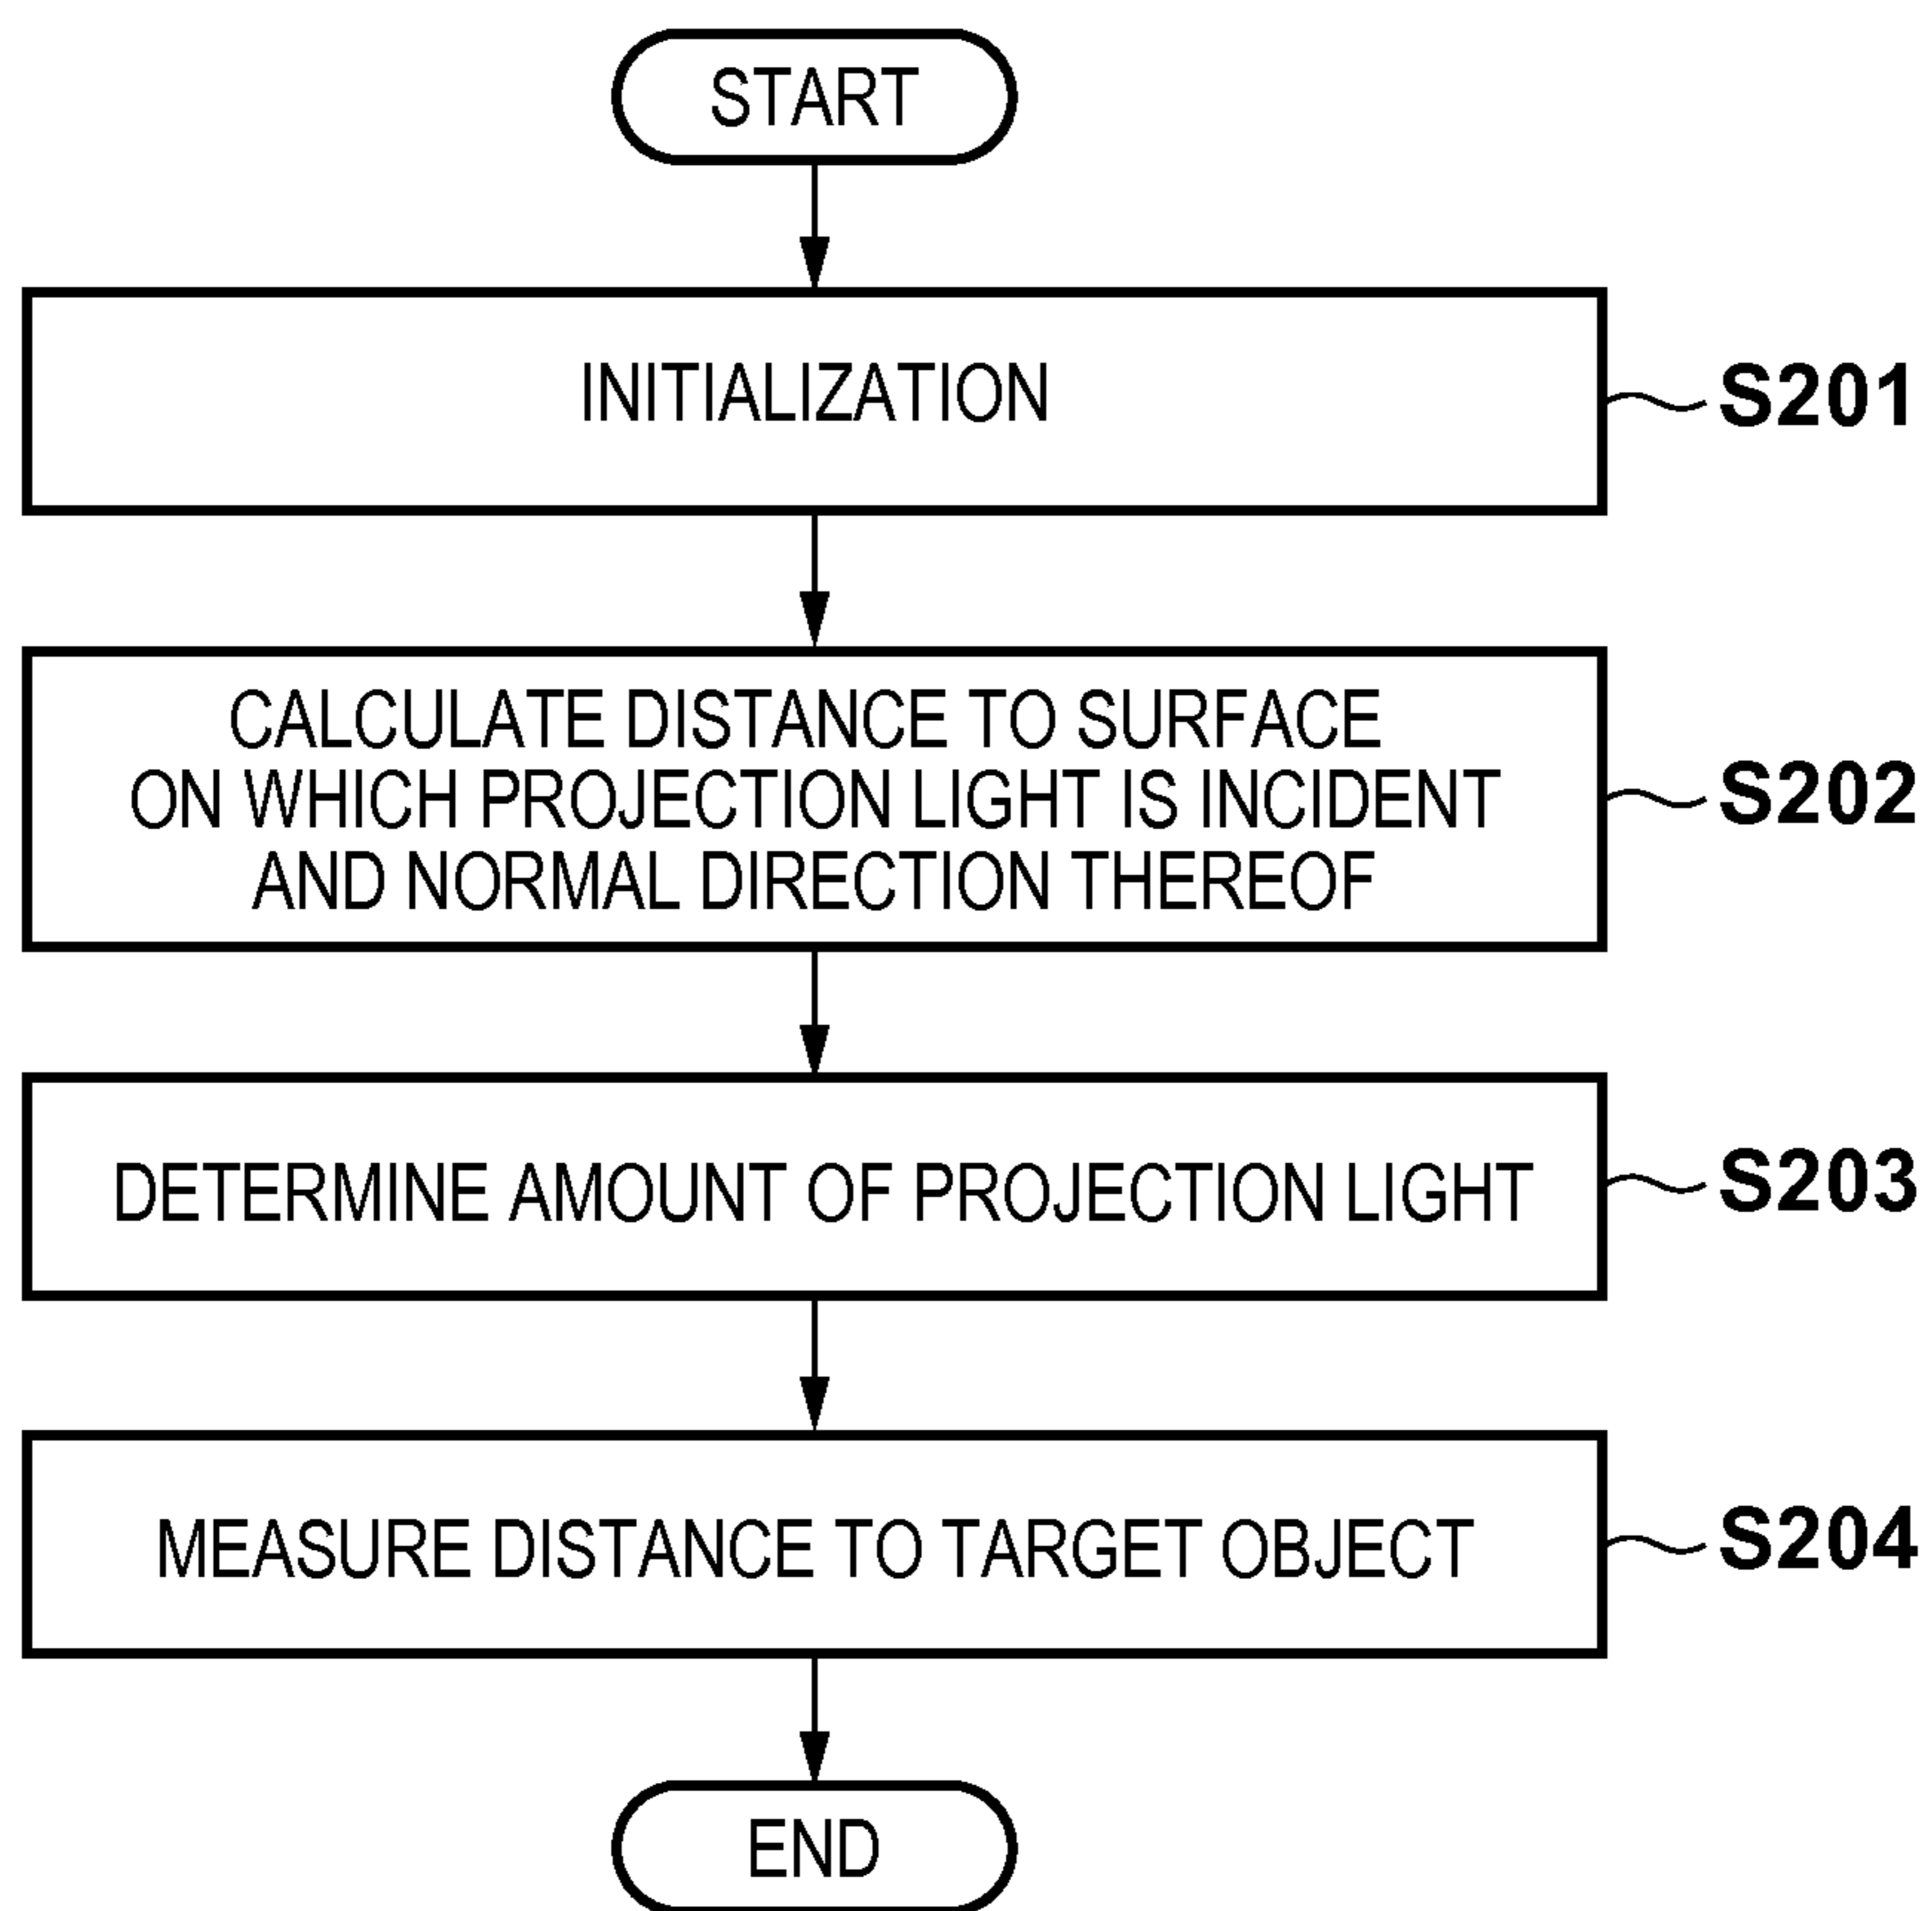 START
INITIALIZATION
S201
CALCULATE DISTANCE TO SURFACE
ON WHICH PROJECTION LIGHT IS INCIDENT
AND NORMAL DIRECTION THEREOF
S202
DETERMINE AMOUNT OF PROJECTION LIGHT
S203
MEASURE DISTANCE TO TARGET OBJECT
S204
END